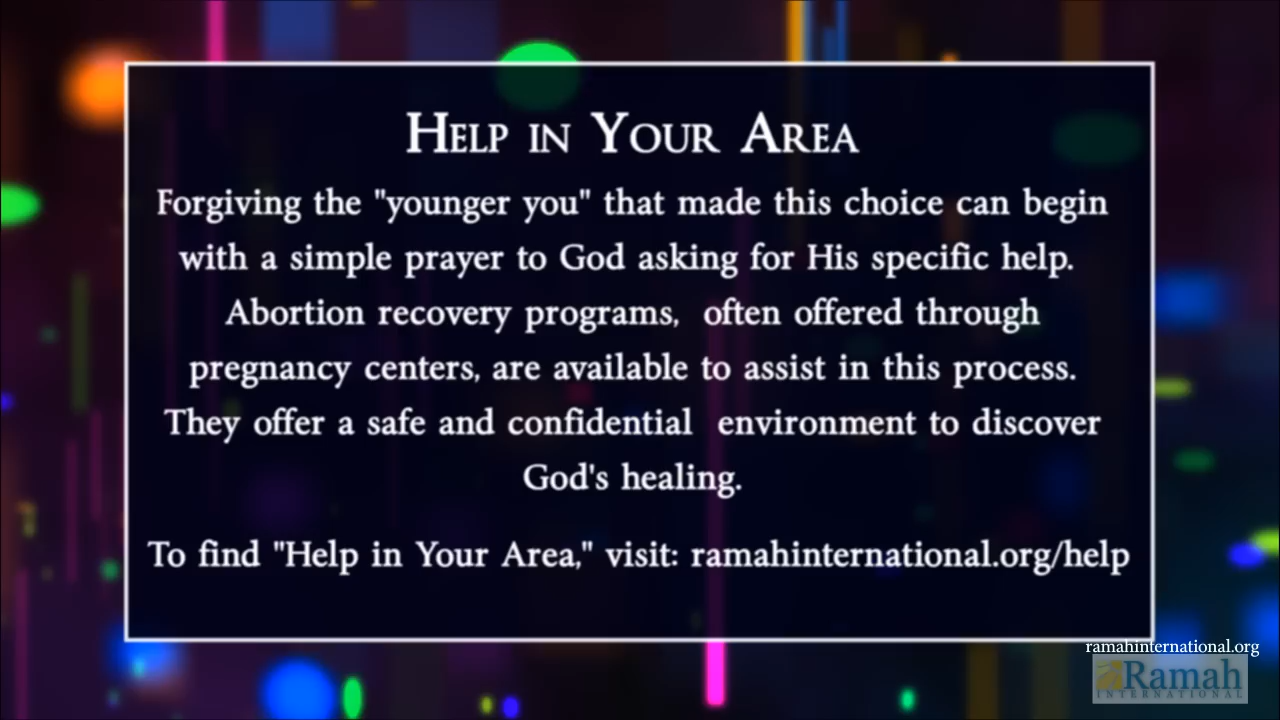 Help in Your Area
Forgiving the "younger you" that made this choice can begin
with a simple prayer to God asking for His specific help.
Abortion recovery programs, often offered through
pregnancy centers, are available to assist in this process.
They offer a safe and confidential environment to discover
God's healing.
To find "Help in Your Area," visit: ramahinternational.org/help
ramahinternational.org
Ramah
INTERNATIONAL